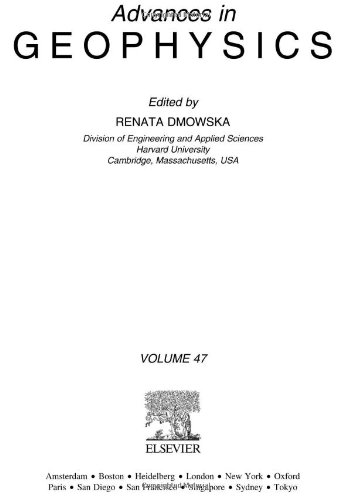 Advances in
GEOPHYSICS
Edited by
RENATA DMOWSKA
Division of Engineering and Applied Sciences
Harvard University
Cambridge, Massachusetts, USA
VOLUME 47
ELSEVIER
Amsterdam • Boston • Heidelberg • London • New York • Oxford
Paris • San Diego • San Francisco • Singapore • Sydney • Tokyo